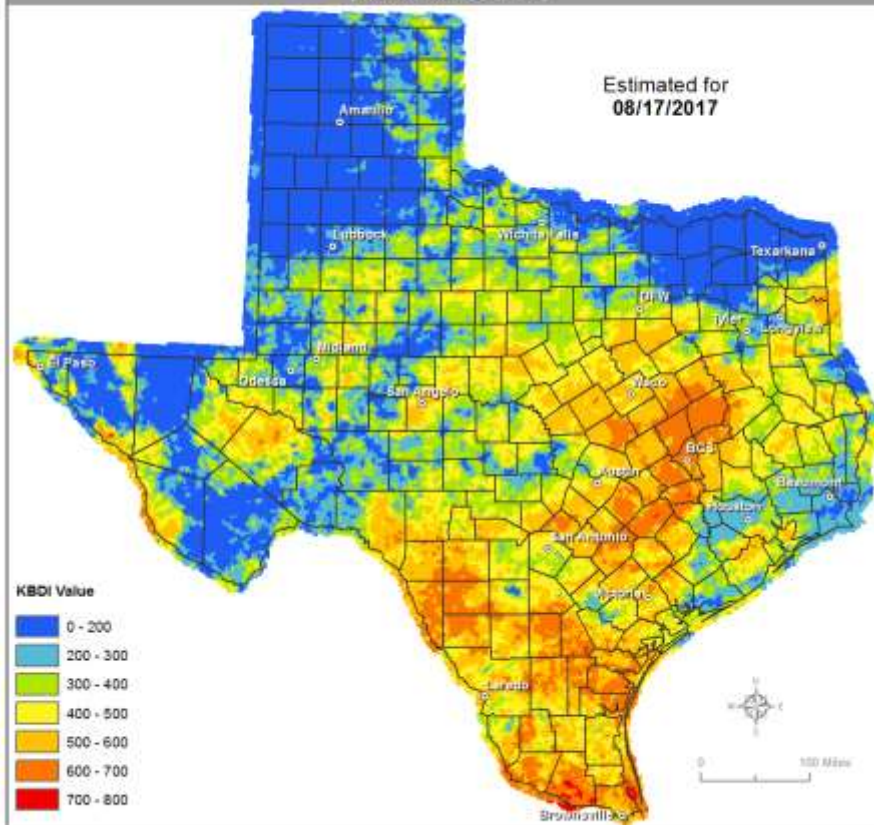 Estimated for
08/17/2017
Amarillo
Lubbock
Wichita Falls
Texarkana
DFW
Tyler
Longview
Midland
El Paso
Odessa
San Angelo
Waco
BCS
Austin
Beaumont
Houston
San Antonio
Victoria
Laredo
Brownsville
KBDI Value
0 - 200
200 - 300
300 - 400
400 - 500
500 - 600
600 - 700
700 - 800
N
W
E
S
0
100 Miles